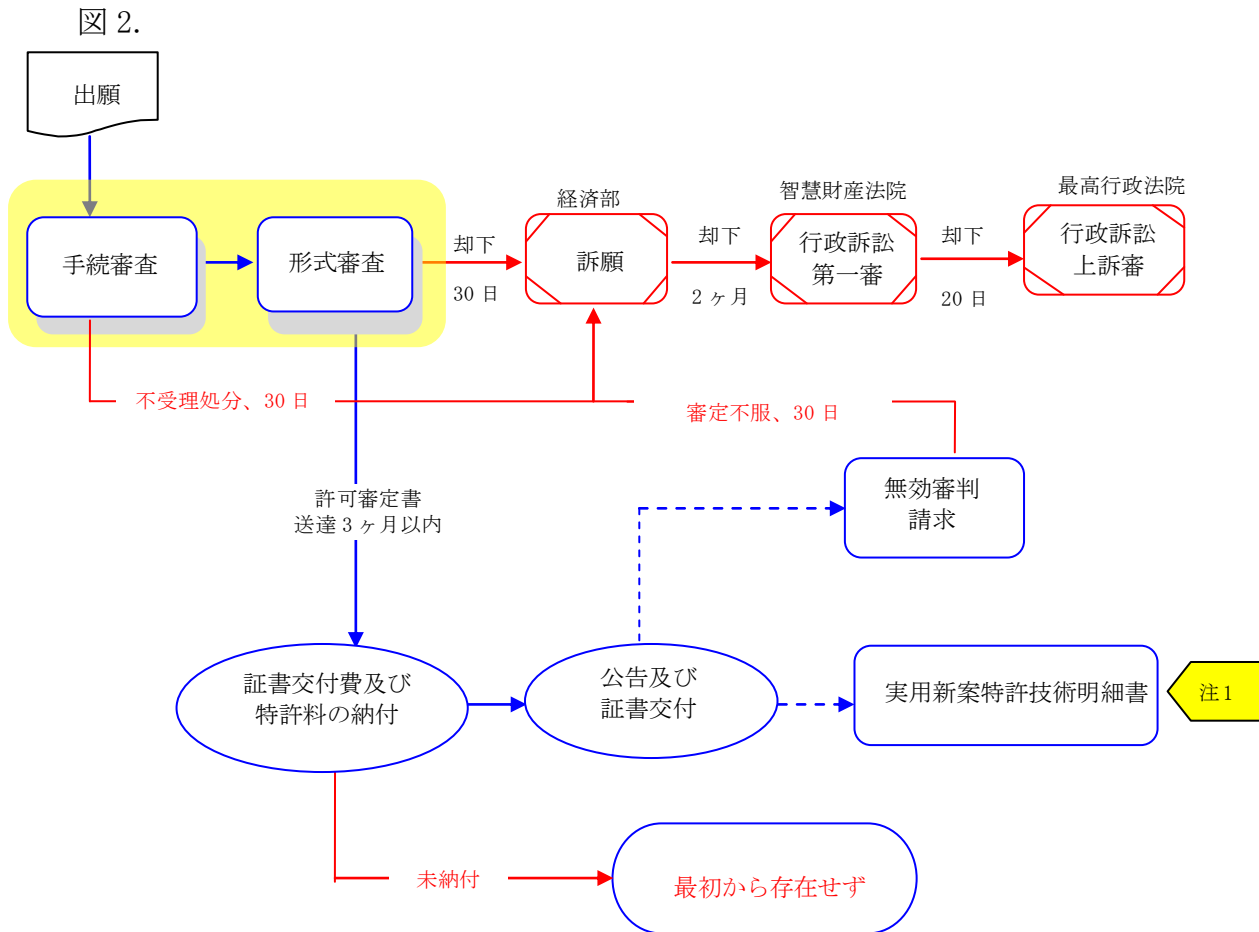 図 2.
出願
手続審査
形式審査
却下
30 日
経済部
訴願
却下
2 ヶ月
智慧財産法院
行政訴訟
第一審
却下
20 日
最高行政法院
行政訴訟
上訴審
不受理処分、30 日
審定不服、30 日
許可審定書
送達 3 ヶ月以内
無効審判
請求
証書交付費及び
特許料の納付
公告及び
証書交付
実用新案特許技術明細書
注 1
未納付
最初から存在せず